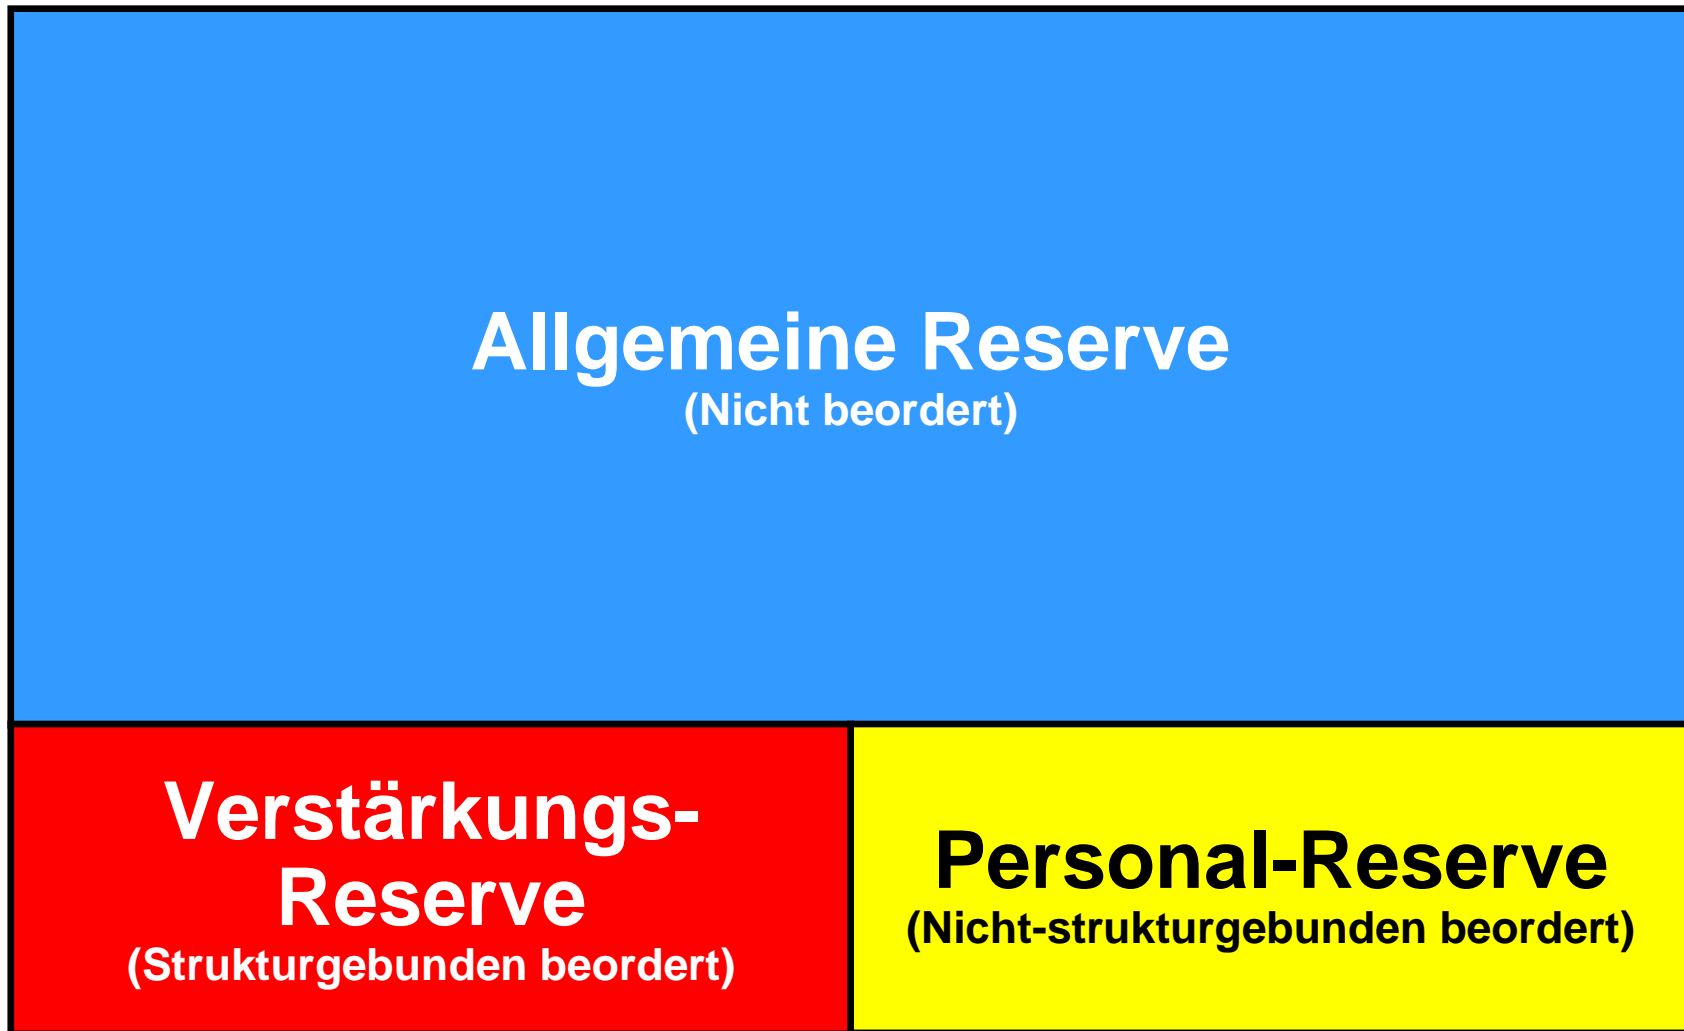 Allgemeine Reserve
(Nicht beordert)
Verstärkungs-
Reserve
(Strukturgebunden beordert)
Personal-Reserve
(Nicht-strukturgebunden beordert)